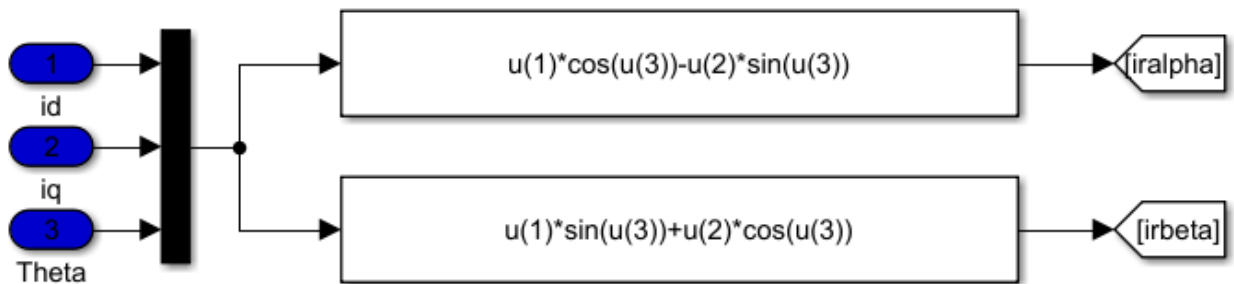 1
id
2
iq
3
Theta
u(1)*cos(u(3))-u(2)*sin(u(3))
[iralpha]
u(1)*sin(u(3))+u(2)*cos(u(3))
[irbeta]